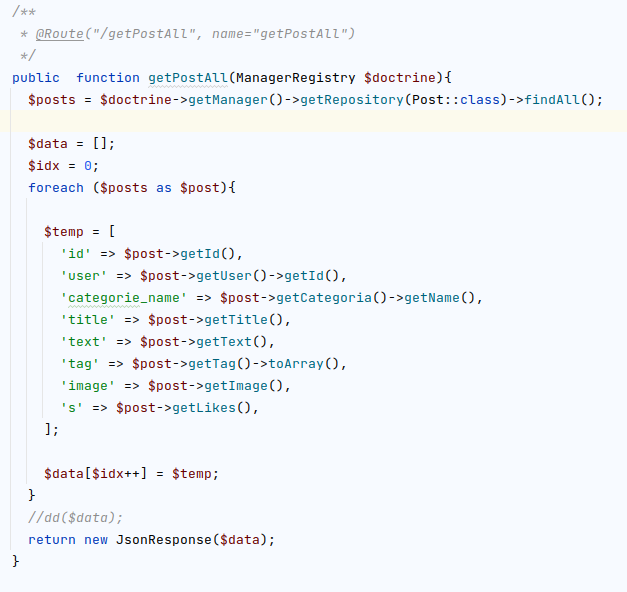 /**
 * @Route("/getPostAll", name="getPostAll")
 */
public  function getPostAll(ManagerRegistry $doctrine){
  $posts = $doctrine->getManager()->getRepository(Post::class)->findAll();

  $data = [];
  $idx = 0;
  foreach ($posts as $post){

    $temp = [
      'id' => $post->getId(),
      'user' => $post->getUser()->getId(),
      'categorie_name' => $post->getCategoria()->getName(),
      'title' => $post->getTitle(),
      'text' => $post->getText(),
      'tag' => $post->getTag()->toArray(),
      'image' => $post->getImage(),
      's' => $post->getLikes(),
    ];

    $data[$idx++] = $temp;
  }
  //dd($data);
  return new JsonResponse($data);
}